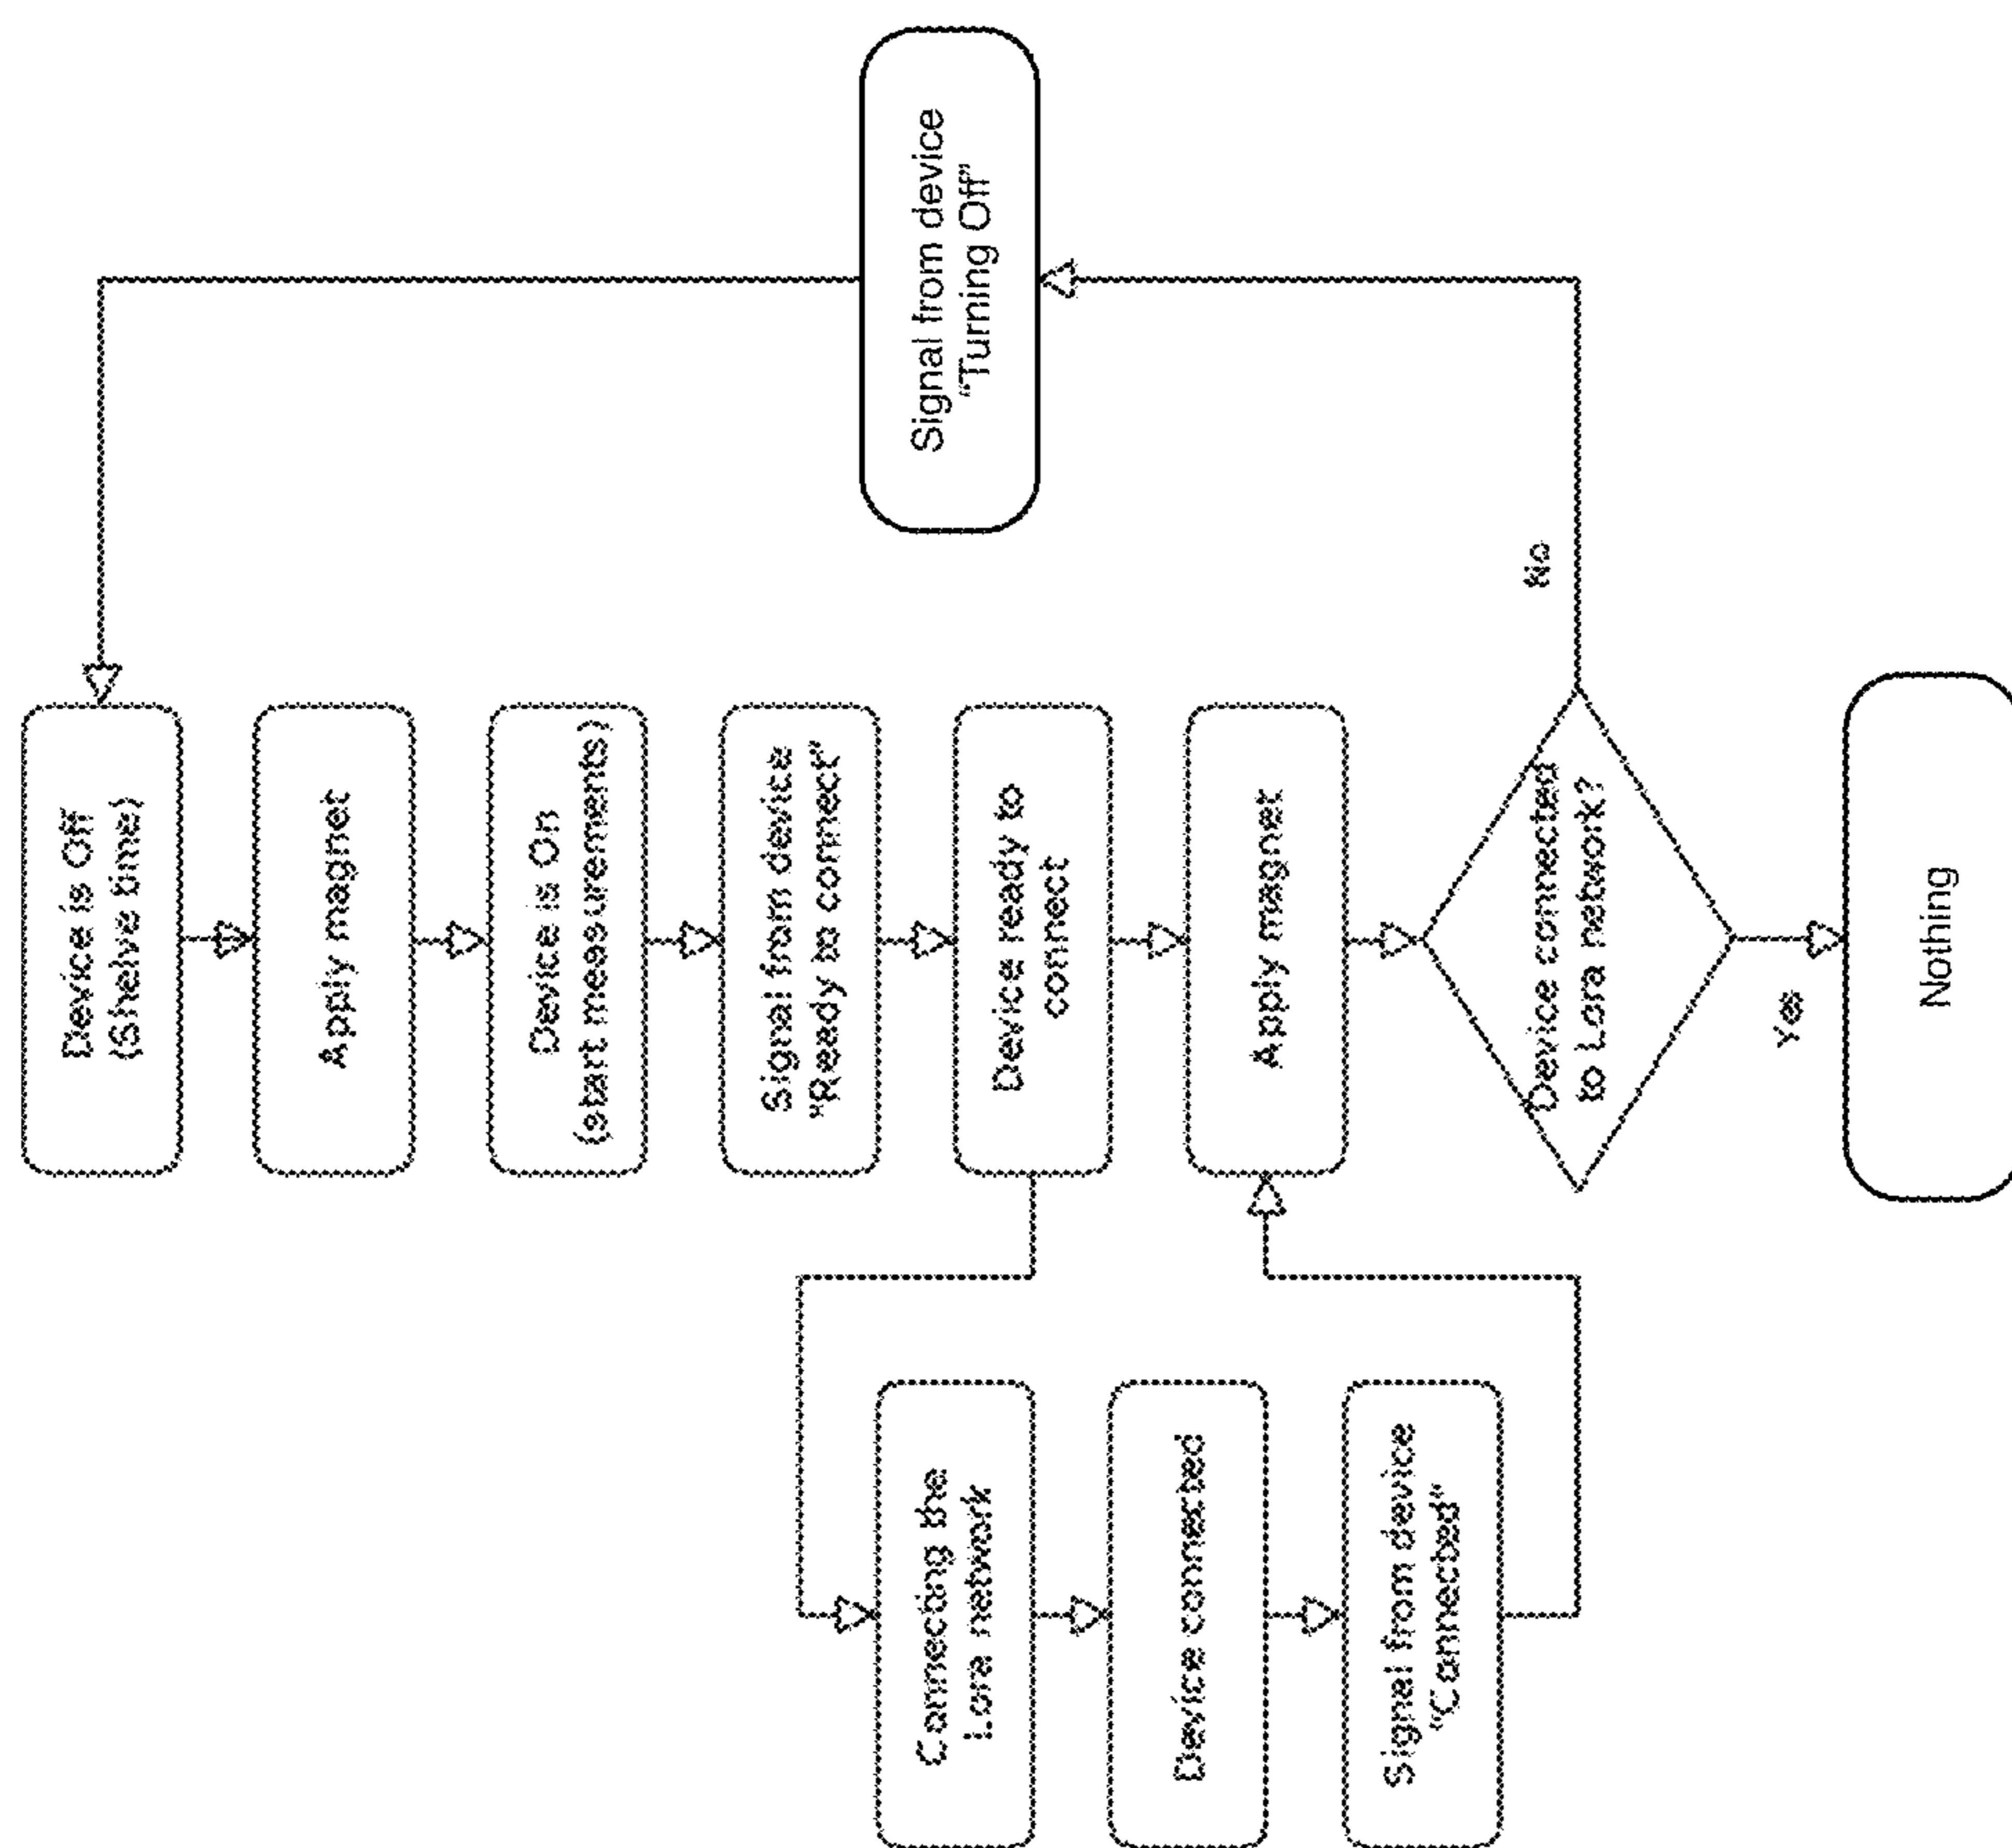 Device is Off
(Shelve time)
Apply magnet
Device is On
(start measurements)
Signal from device
"Ready to connect"
Device ready to
connect
Apply magnet
Device connected
to Lora network?
Yes
Nothing
No
Signal from device
"Turning Off"
Connecting the
Lora network
Device connected
Signal from device
"Connected"